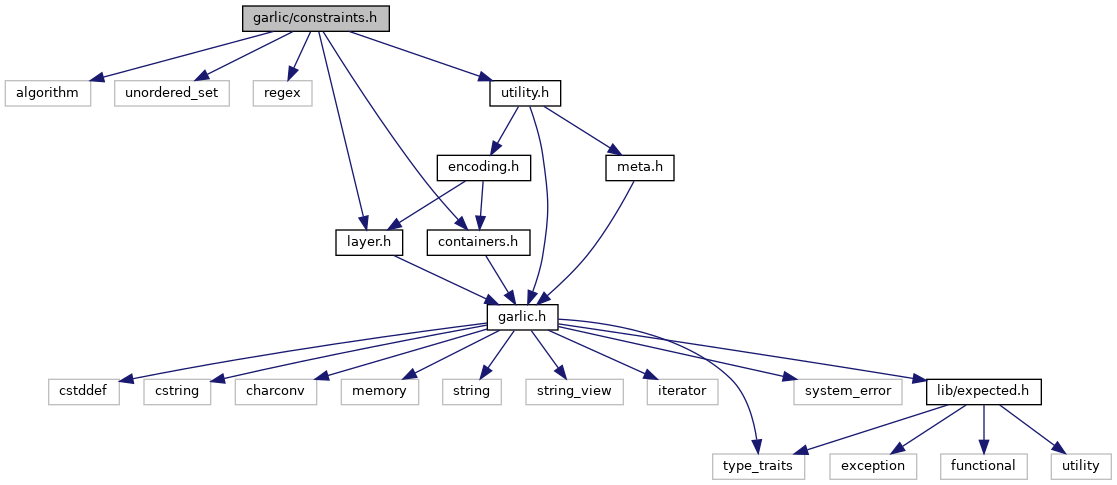 garlic/constraints.h
algorithm
unordered_set
regex
utility.h
encoding.h
meta.h
layer.h
containers.h
garlic.h
cstddef
cstring
charconv
memory
string
string_view
iterator
system_error
lib/expected.h
type_traits
exception
functional
utility